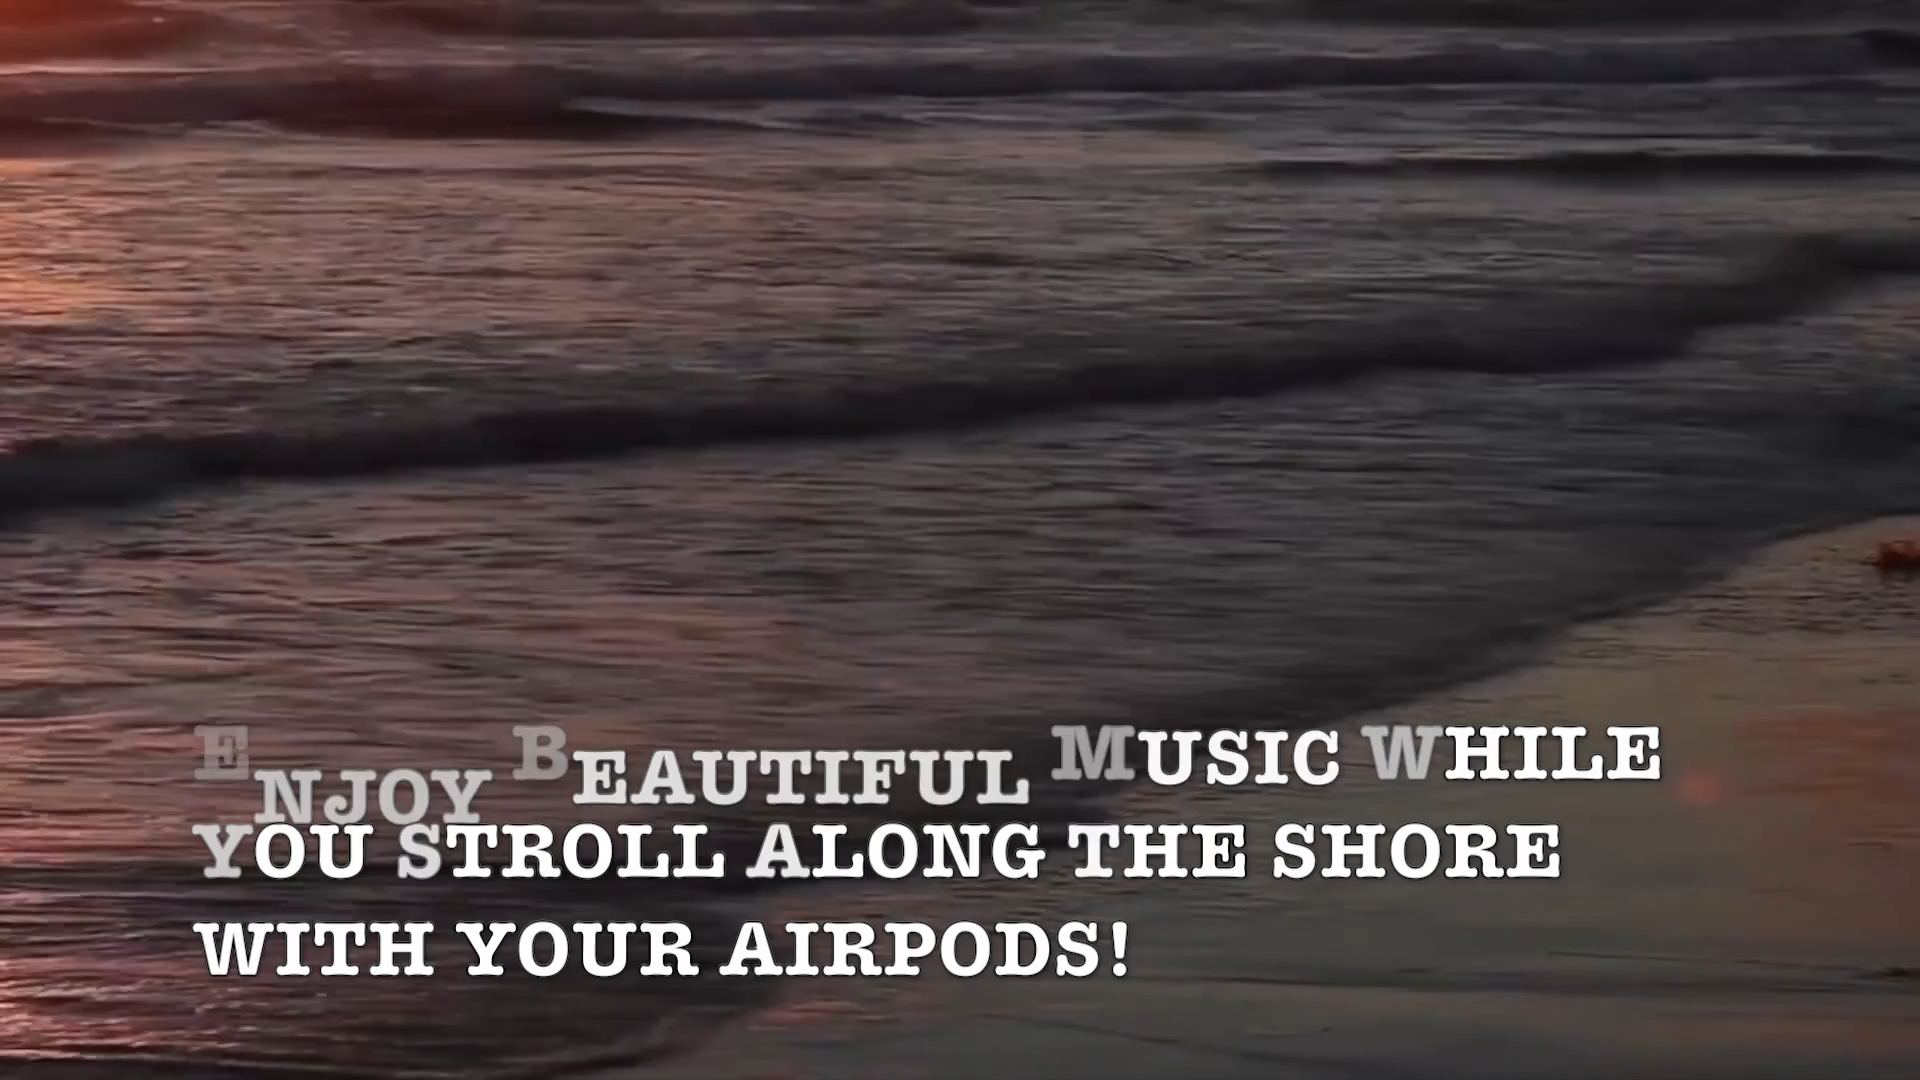 ENJOY BEAUTIFUL MUSIC WHILE
YOU STROLL ALONG THE SHORE
WITH YOUR AIRPODS!